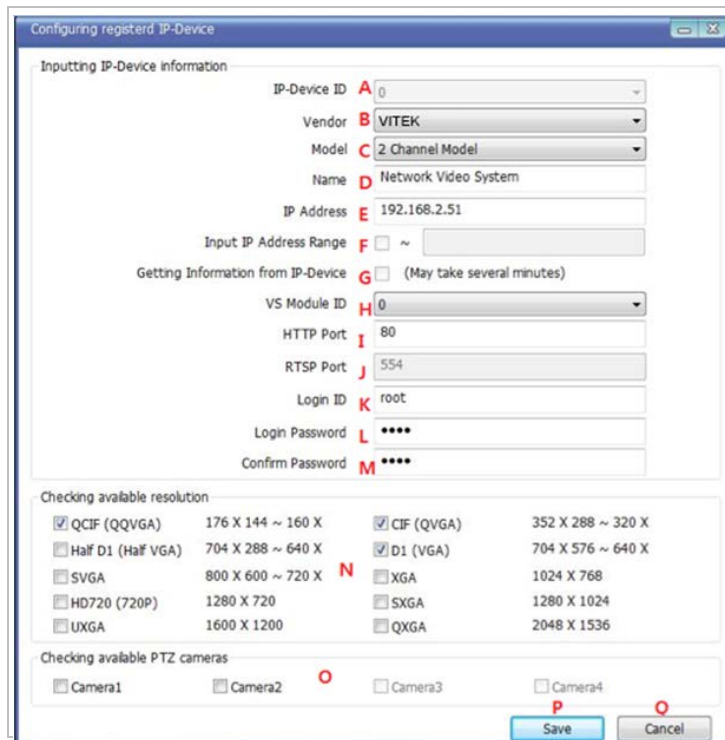 Configuring registerd IP-Device
Inputting IP-Device information
IP-Device ID A 0
Vendor B VITEK
Model C 2 Channel Model
Name D Network Video System
IP Address E 192.168.2.51
Input IP Address Range F ~
Getting Information from IP-Device G (May take several minutes)
VS Module ID H 0
HTTP Port I 80
RTSP Port J 554
Login ID K root
Login Password L ••••
Confirm Password M ••••
Checking available resolution
QCIF (QQVGA) 176 X 144 ~ 160 X CIF (QVGA) 352 X 288 ~ 320 X
Half D1 (Half VGA) 704 X 288 ~ 640 X D1 (VGA) 704 X 576 ~ 640 X
SVGA 800 X 600 ~ 720 X N XGA 1024 X 768
HD720 (720P) 1280 X 720 SXGA 1280 X 1024
UXGA 1600 X 1200 QXGA 2048 X 1536
Checking available PTZ cameras
Camera1 Camera2 O Camera3 Camera4
P Q
Save Cancel